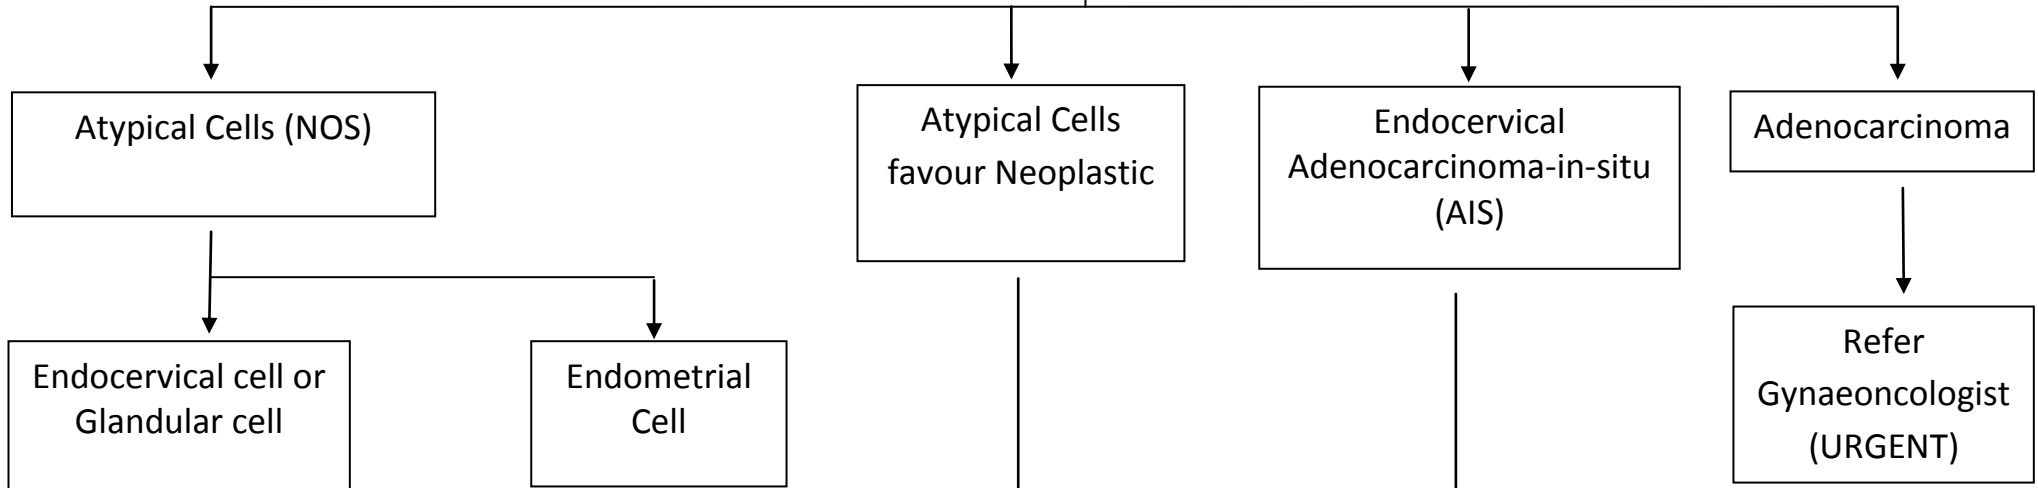 Atypical Cells (NOS)
Atypical Cells
favour Neoplastic
Endocervical
Adenocarcinoma-in-situ
(AIS)
Adenocarcinoma
Endocervical cell or
Glandular cell
Endometrial
Cell
Refer
Gynaeoncologist
(URGENT)